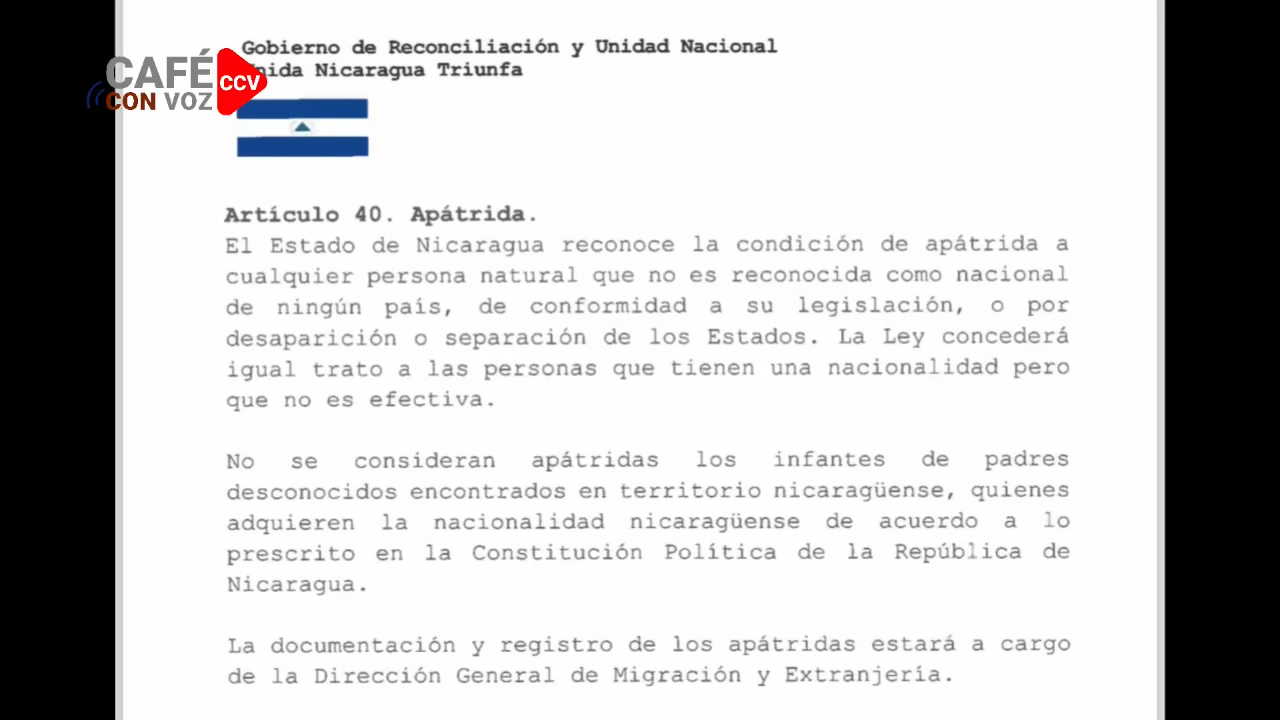 Gobierno de Reconciliación y Unidad Nacional
Nicaragua Triunfa
CAFÉ
CON VOZ
CCV
Artículo 40. Apátrida.
El Estado de Nicaragua reconoce la condición de apátrida a
cualquier persona natural que no es reconocida como nacional
de ningún país, de conformidad a su legislación, o por
desaparición o separación de los Estados. La Ley concederá
igual trato a las personas que tienen una nacionalidad pero
que no es efectiva.
No se consideran apátridas los infantes de padres
desconocidos encontrados en territorio nicaragüense, quienes
adquieren la nacionalidad nicaragüense de acuerdo a lo
prescrito en la Constitución Política de la República de
Nicaragua.
La documentación y registro de los apátridas estará a cargo
de la Dirección General de Migración y Extranjería.